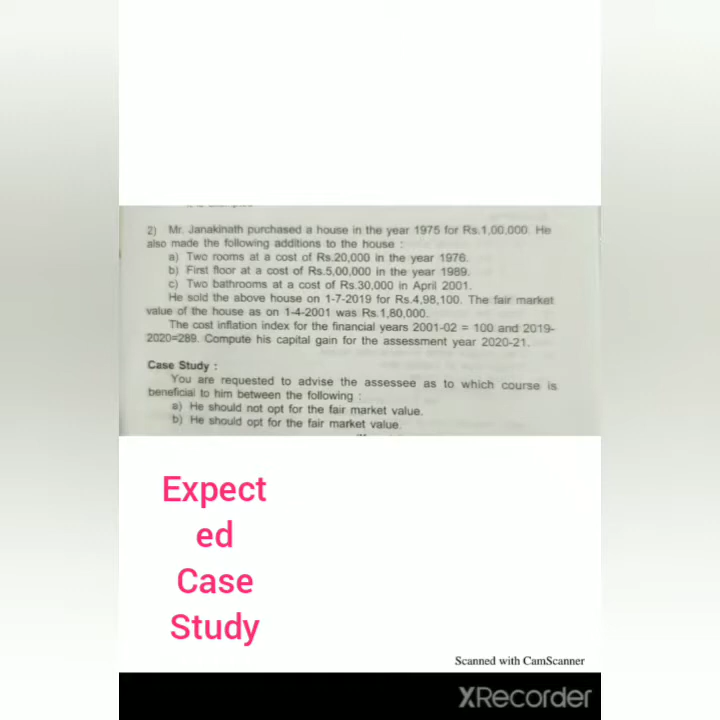 2) Mr. Janakinath purchased a house in the year 1975 for Rs.1,00,000. He
also made the following additions to the house :
a) Two rooms at a cost of Rs.20,000 in the year 1976.
b) First floor at a cost of Rs.5,00,000 in the year 1989.
c) Two bathrooms at a cost of Rs.30,000 in April 2001.
He sold the above house on 1-7-2019 for Rs.4,98,100. The fair market
value of the house as on 1-4-2001 was Rs.1,80,000.
The cost inflation index for the financial years 2001-02 = 100 and 2019-
2020=289. Compute his capital gain for the assessment year 2020-21.
Case Study :
You are requested to advise the assessee as to which course is
beneficial to him between the following :
a) He should not opt for the fair market value.
b) He should opt for the fair market value.
Expect
ed
Case
Study
Scanned with CamScanner
XRecorder